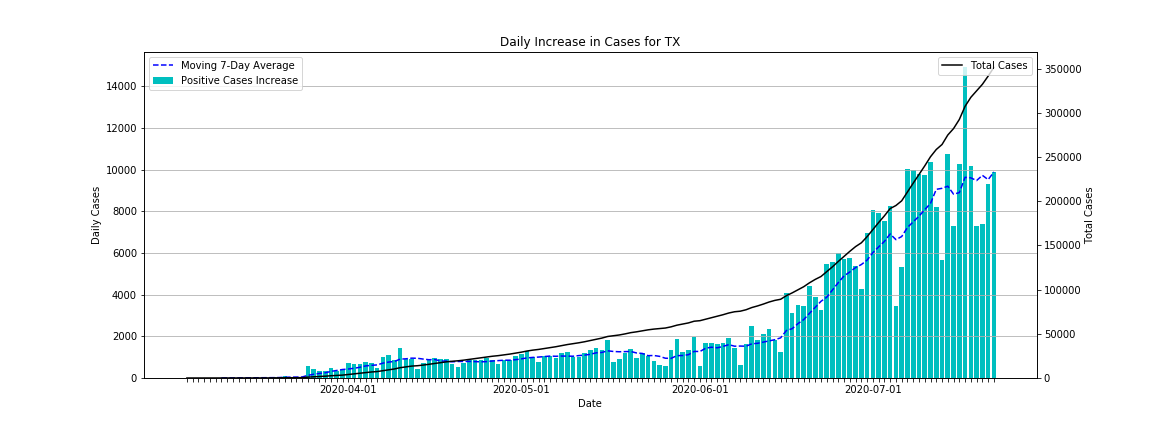 Daily Increase in Cases for TX
Moving 7-Day Average
Positive Cases Increase
Total Cases
14000
12000
10000
8000
6000
4000
2000
0
Daily Cases
350000
300000
250000
200000
150000
100000
50000
0
Total Cases
2020-04-01
2020-05-01
2020-06-01
2020-07-01
Date